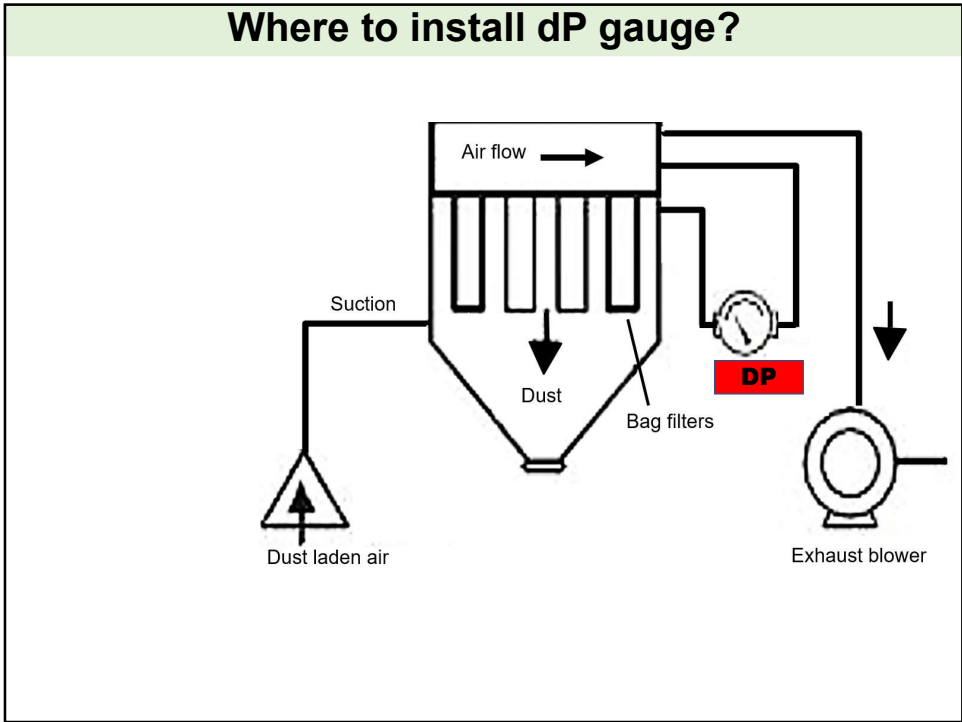 Where to install dP gauge?
Air flow
Suction
DP
Dust
Bag filters
Dust laden air
Exhaust blower